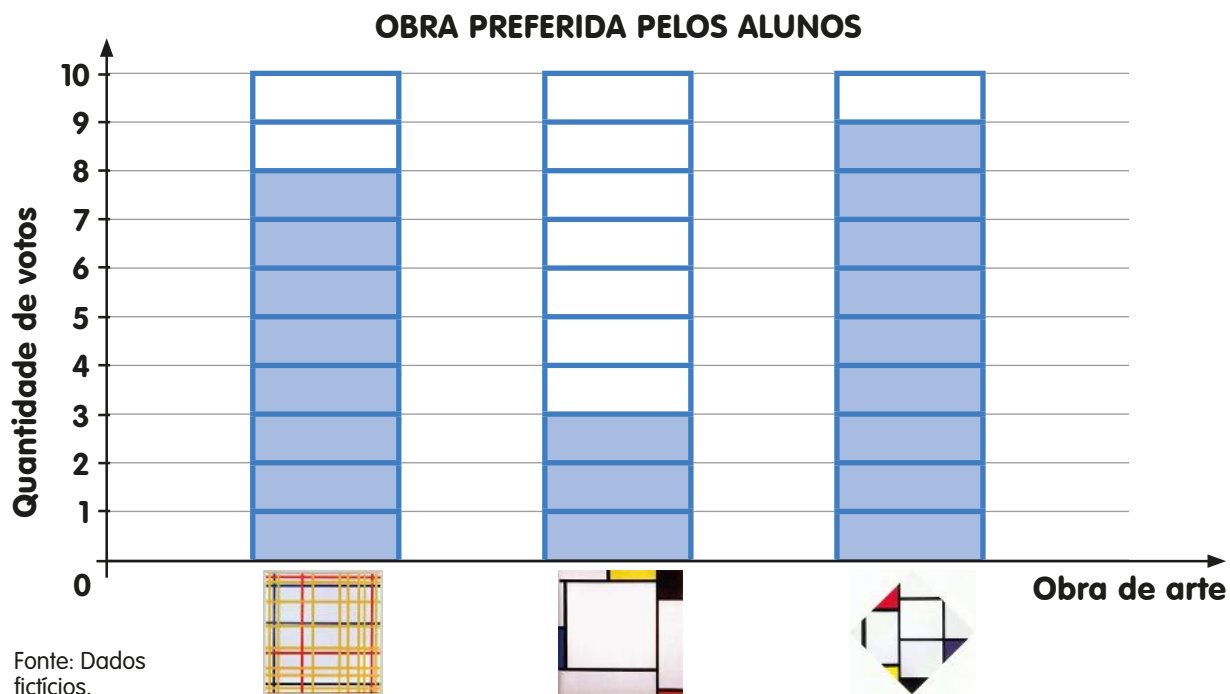 OBRA PREFERIDA PELOS ALUNOS
Quantidade de votos
10
9
8
7
6
5
4
3
2
1
0
Obra de arte
Fonte: Dados
fictícios.